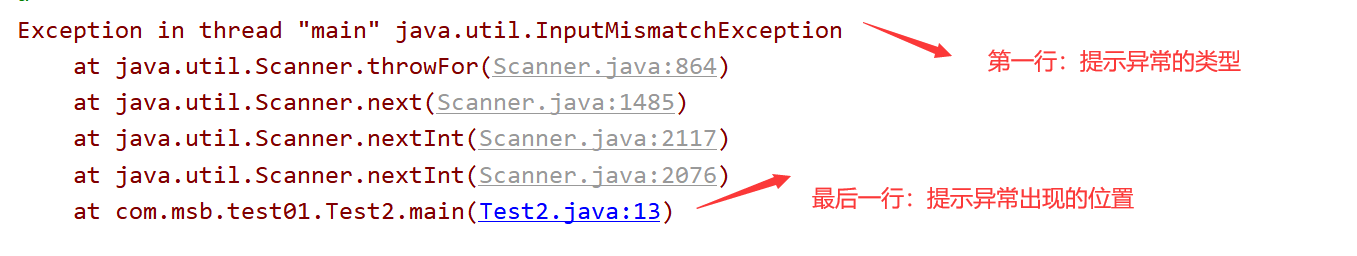 Exception in thread "main" java.util.InputMismatchException
第一行：提示异常的类型
at java.util.Scanner.throwFor(Scanner.java:864)
at java.util.Scanner.next(Scanner.java:1485)
at java.util.Scanner.nextInt(Scanner.java:2117)
at java.util.Scanner.nextInt(Scanner.java:2076)
at com.msb.test01.Test2.main(Test2.java:13)
最后一行：提示异常出现的位置